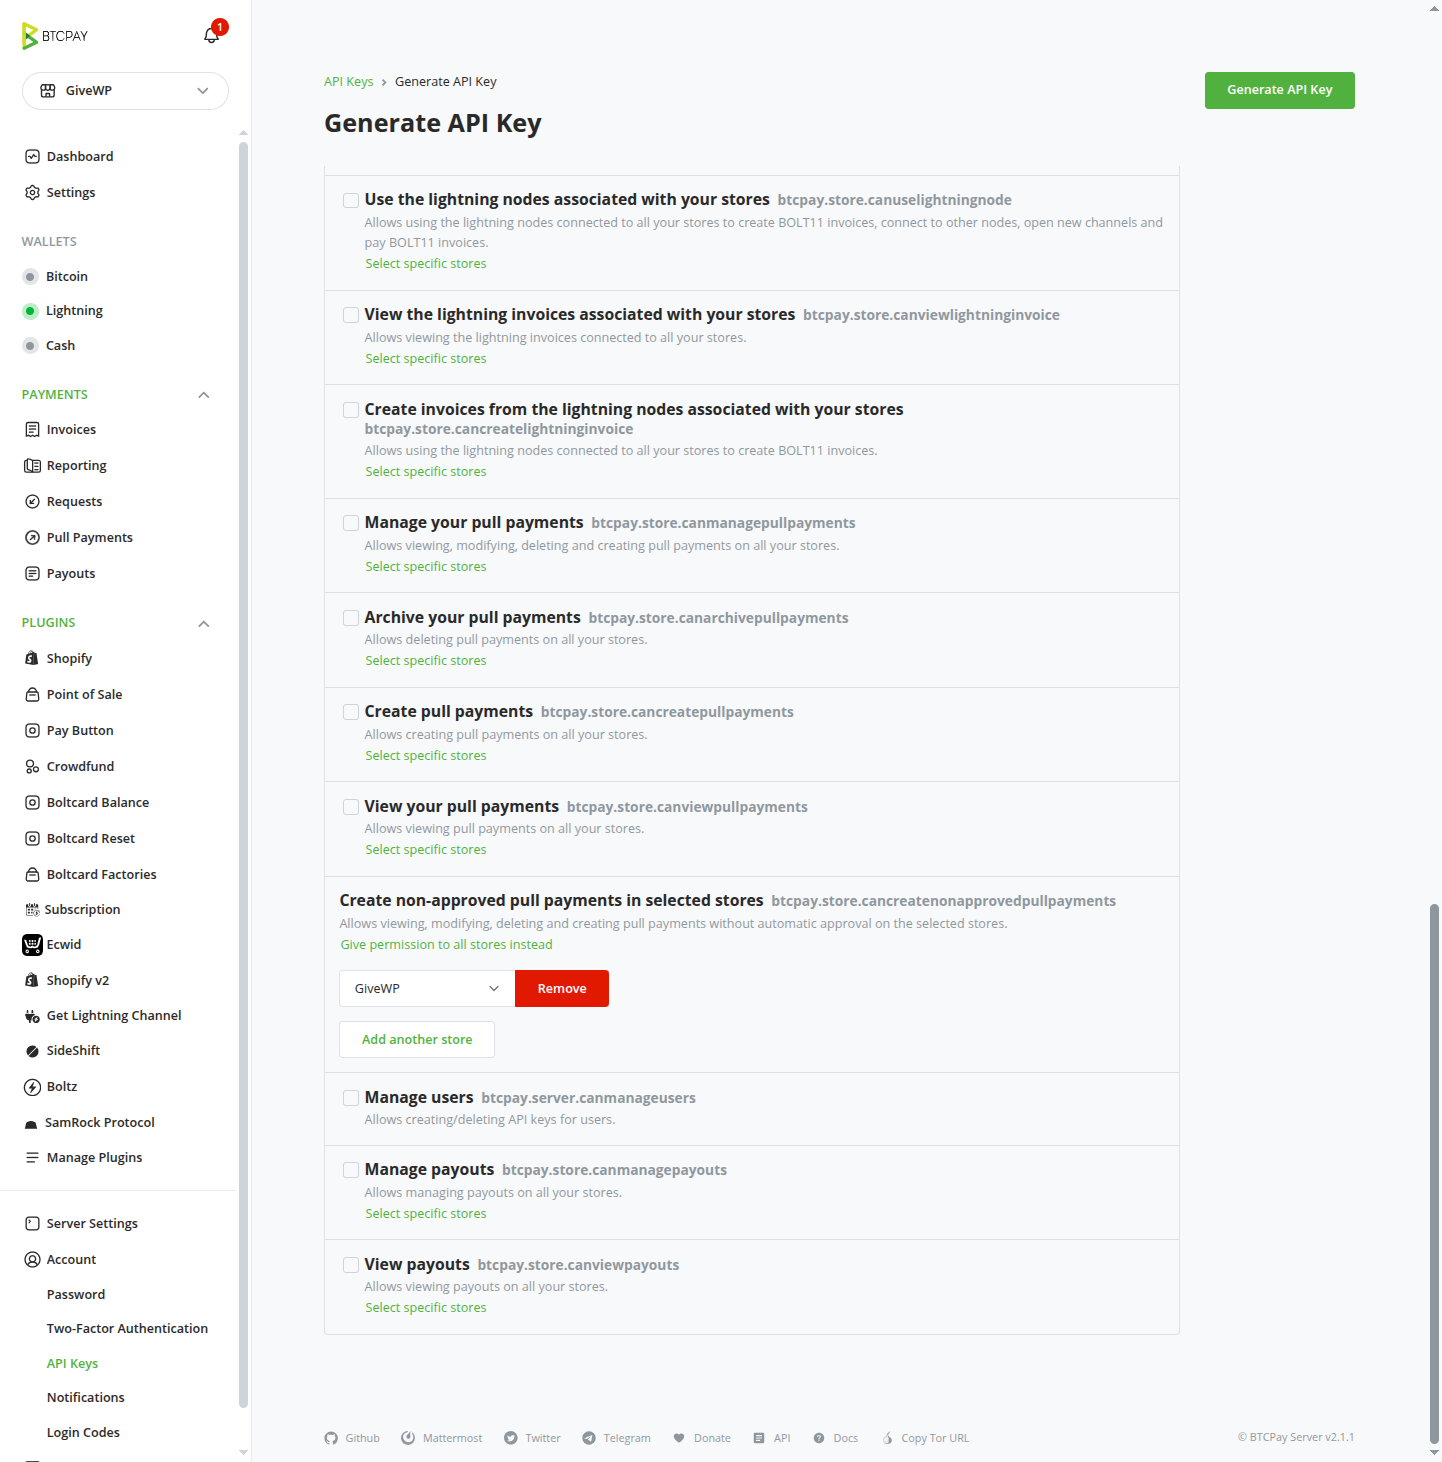 BTCPAY
1
GiveWP
Dashboard
Settings
WALLETS
Bitcoin
Lightning
Cash
PAYMENTS
Invoices
Reporting
Requests
Pull Payments
Payouts
PLUGINS
Shopify
Point of Sale
Pay Button
Crowdfund
Boltcard Balance
Boltcard Reset
Boltcard Factories
Subscription
Ecwid
Shopify v2
Get Lightning Channel
SideShift
Boltz
SamRock Protocol
Manage Plugins
Server Settings
Account
Password
Two-Factor Authentication
API Keys
Notifications
Login Codes
API Keys > Generate API Key
Generate API Key
Generate API Key
Use the lightning nodes associated with your stores btcpay.store.canuselightningnode
Allows using the lightning nodes connected to all your stores to create BOLT11 invoices, connect to other nodes, open new channels and
pay BOLT11 invoices.
Select specific stores
View the lightning invoices associated with your stores btcpay.store.canviewlightninginvoice
Allows viewing the lightning invoices connected to all your stores.
Select specific stores
Create invoices from the lightning nodes associated with your stores
btcpay.store.cancreatelightninginvoice
Allows using the lightning nodes connected to all your stores to create BOLT11 invoices.
Select specific stores
Manage your pull payments btcpay.store.canmanagepullpayments
Allows viewing, modifying, deleting and creating pull payments on all your stores.
Select specific stores
Archive your pull payments btcpay.store.canarchivepullpayments
Allows deleting pull payments on all your stores.
Select specific stores
Create pull payments btcpay.store.cancreatepullpayments
Allows creating pull payments on all your stores.
Select specific stores
View your pull payments btcpay.store.canviewpullpayments
Allows viewing pull payments on all your stores.
Select specific stores
Create non-approved pull payments in selected stores btcpay.store.cancreatenonapprovedpullpayments
Allows viewing, modifying, deleting and creating pull payments without automatic approval on the selected stores.
Give permission to all stores instead
GiveWP Remove
Add another store
Manage users btcpay.server.canmanageusers
Allows creating/deleting API keys for users.
Manage payouts btcpay.store.canmanagepayouts
Allows managing payouts on all your stores.
Select specific stores
View payouts btcpay.store.canviewpayouts
Allows viewing payouts on all your stores.
Select specific stores
Github Mattermost Twitter Telegram Donate API Docs Copy Tor URL © BTCPay Server v2.1.1